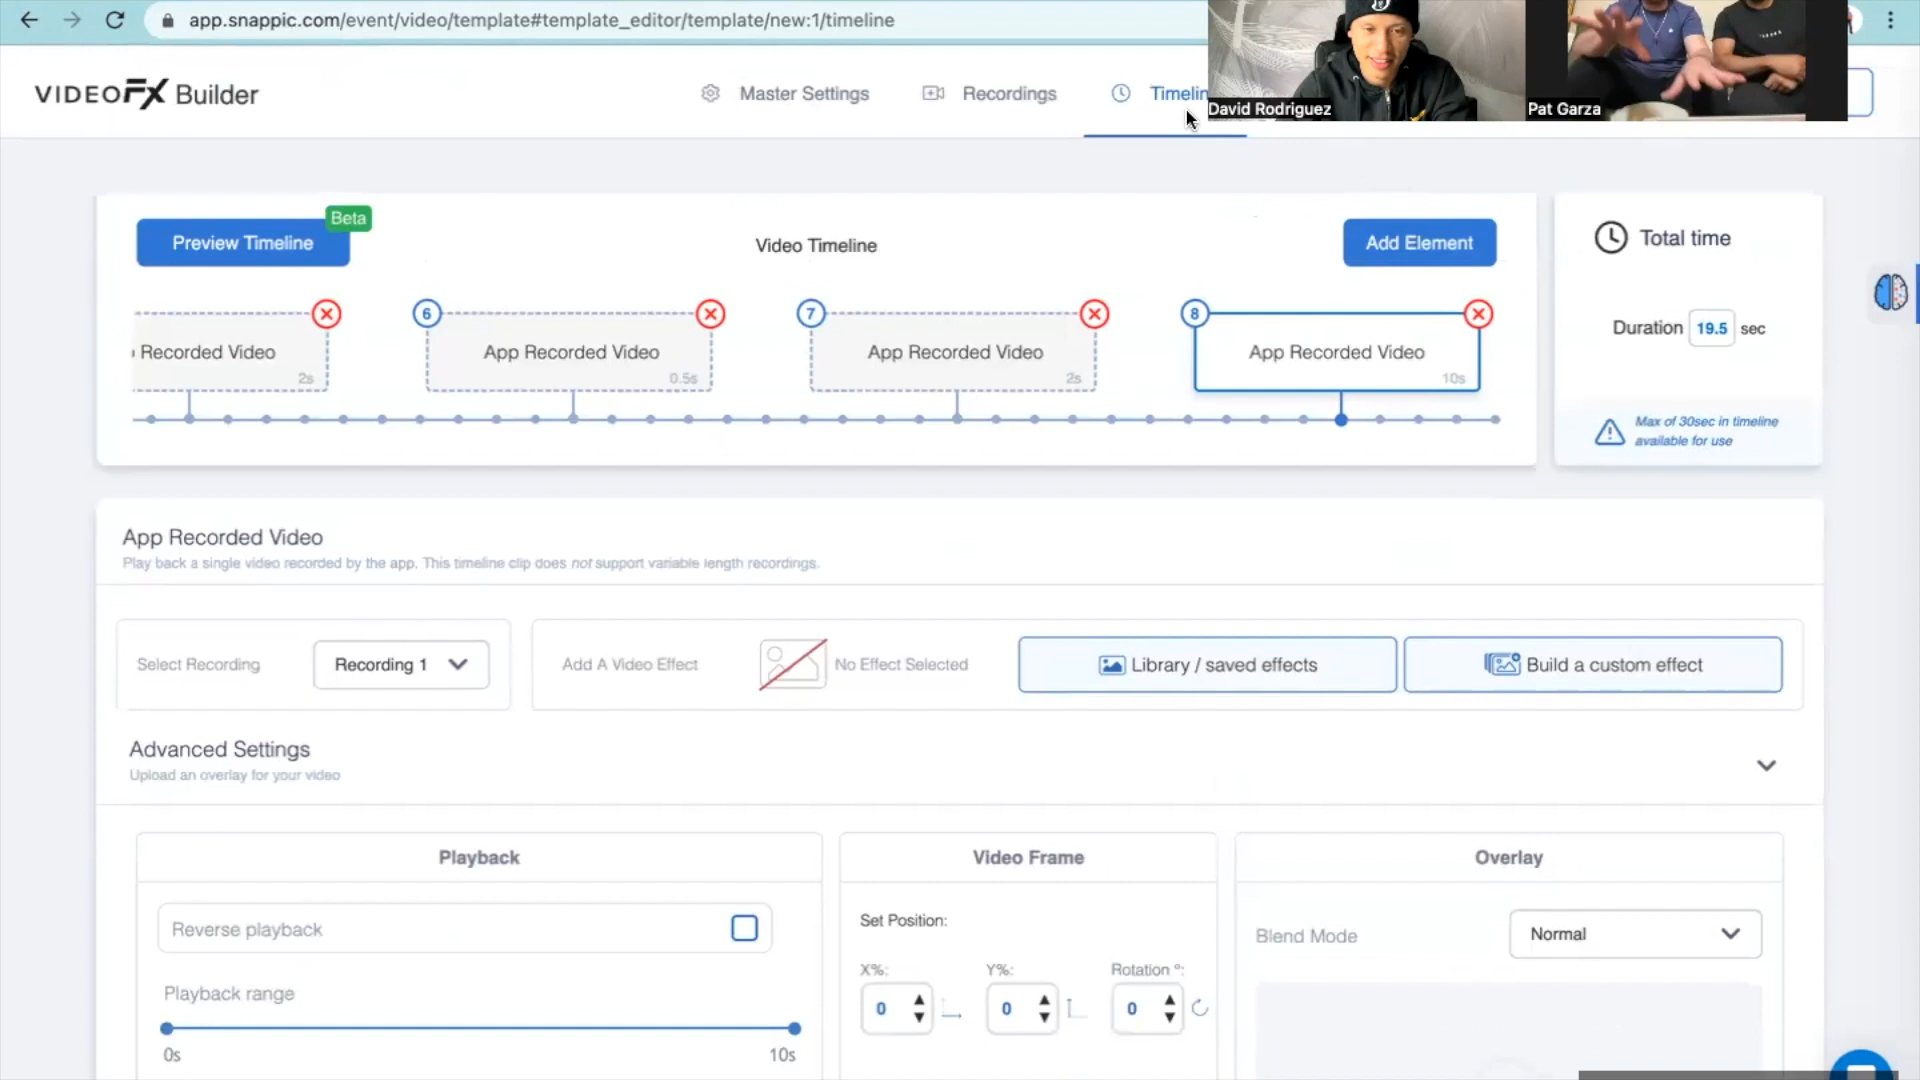 app.snappic.com/event/video/template#template_editor/template/new:1/timeline
VIDEOFX Builder
Master Settings
Recordings
Timelin
David Rodriguez
Pat Garza
Preview Timeline
Beta
Video Timeline
Add Element
Recorded Video
2s
6
App Recorded Video
0.5s
7
App Recorded Video
2s
8
App Recorded Video
10s
Total time
Duration 19.5 sec
Max of 30sec in timeline
available for use
App Recorded Video
Play back a single video recorded by the app. This timeline clip does not support variable length recordings.
Select Recording
Recording 1
Add A Video Effect
No Effect Selected
Library / saved effects
Build a custom effect
Advanced Settings
Upload an overlay for your video
Playback
Reverse playback
Playback range
0s
10s
Video Frame
Set Position:
X%:
Y%:
Rotation º:
0
0
0
Overlay
Blend Mode
Normal